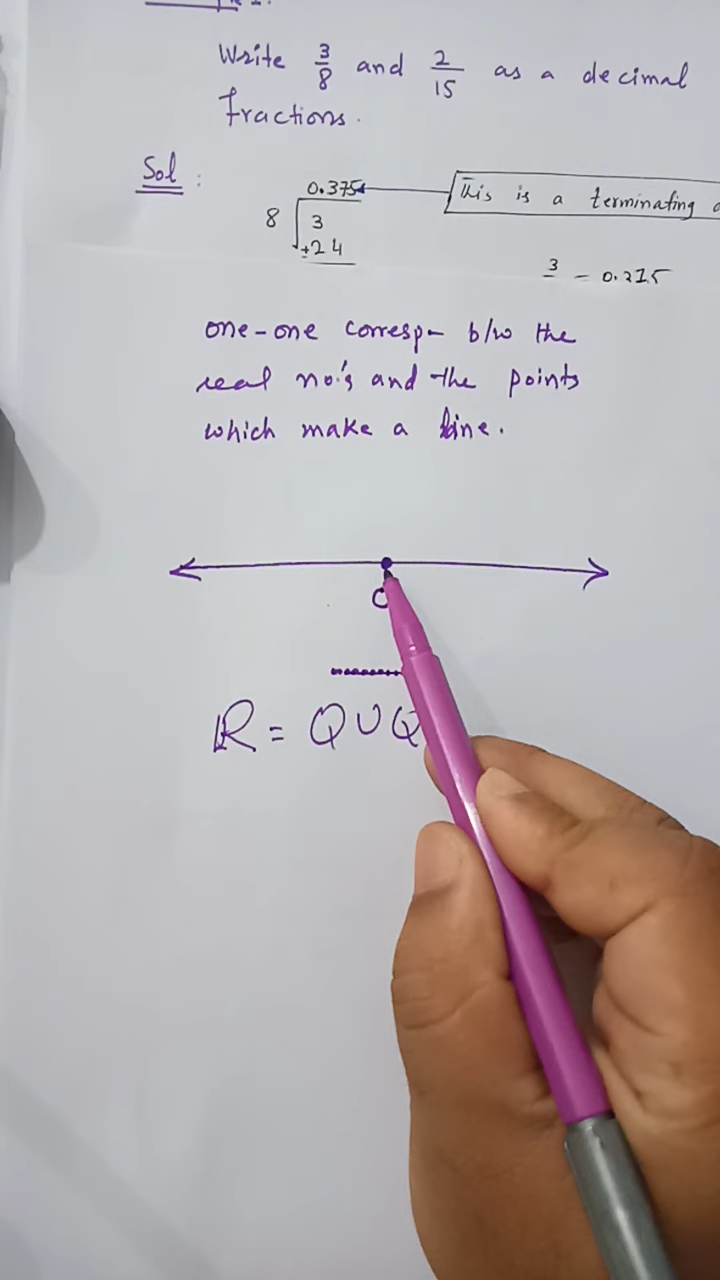 Write 3/8 and 2/15 as a decimal
fractions.
Sol :
0.375
This is a terminating
8 3
24
3 - 0.375
one-one corresp- b/w the
real no.'s and the points
which make a line.
R = Q U Q